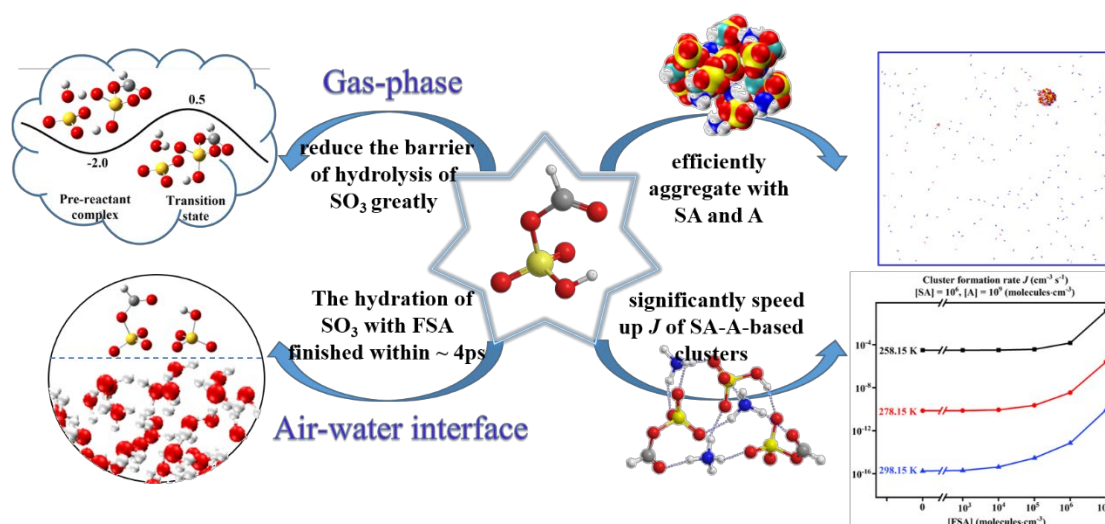 Gas-phase
0.5
-2.0
Pre-reactant
complex
Transition
state
reduce the barrier
of hydrolysis of
SO₃ greatly
efficiently
aggregate with
SA and A
The hydration of
SO₃ with FSA
finished within ~ 4ps
Air-water interface
significantly speed
up J of SA-A-based
clusters
Cluster formation rate J (cm⁻³ s⁻¹)
[SA] = 10⁶, [A] = 10⁹ (molecules·cm⁻³)
10⁻⁴
258.15 K
10⁻⁸
278.15 K
10⁻¹²
298.15 K
10⁻¹⁶
0 10³ 10⁴ 10⁵ 10⁶
[FSA] (molecules·cm⁻³)